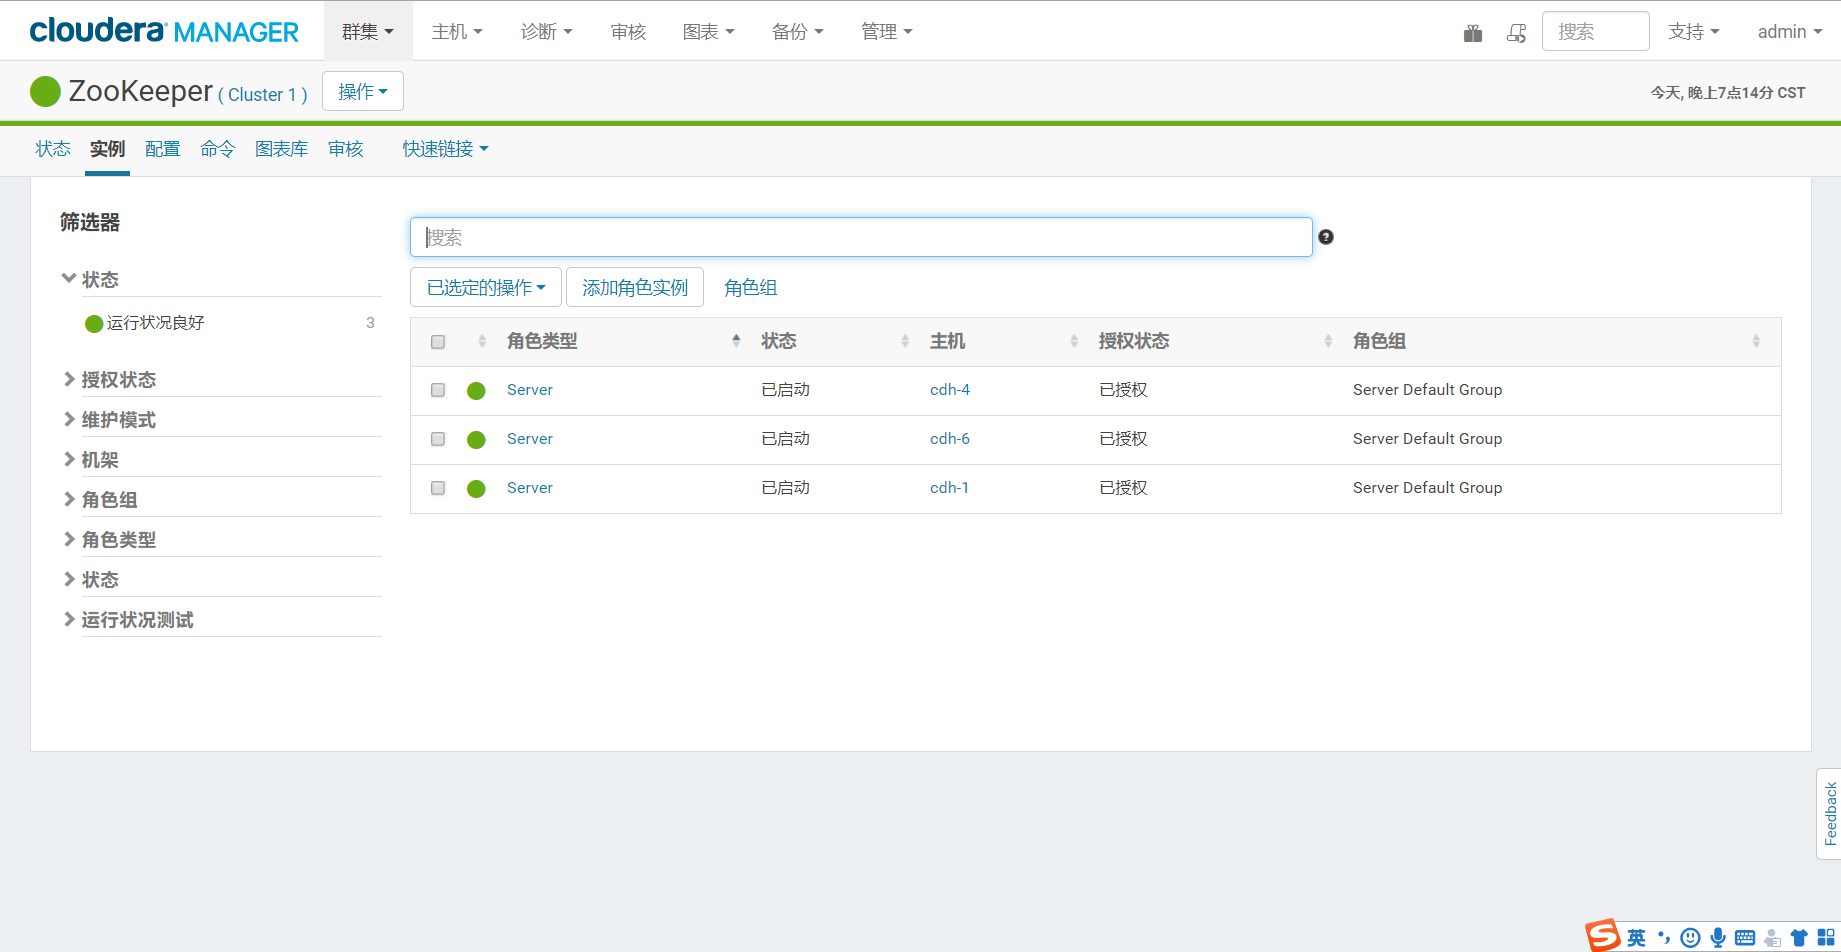 cloudera MANAGER 群集 主机 诊断 审核 图表 备份 管理 搜索 支持 admin
ZooKeeper ( Cluster 1 ) 操作 今天, 晚上7点14分 CST
状态 实例 配置 命令 图表库 审核 快速链接
筛选器
状态
运行状况良好 3
授权状态
维护模式
机架
角色组
角色类型
状态
运行状况测试
搜索
已选定的操作 添加角色实例 角色组
角色类型 状态 主机 授权状态 角色组
Server 已启动 cdh-4 已授权 Server Default Group
Server 已启动 cdh-6 已授权 Server Default Group
Server 已启动 cdh-1 已授权 Server Default Group
Feedback
英